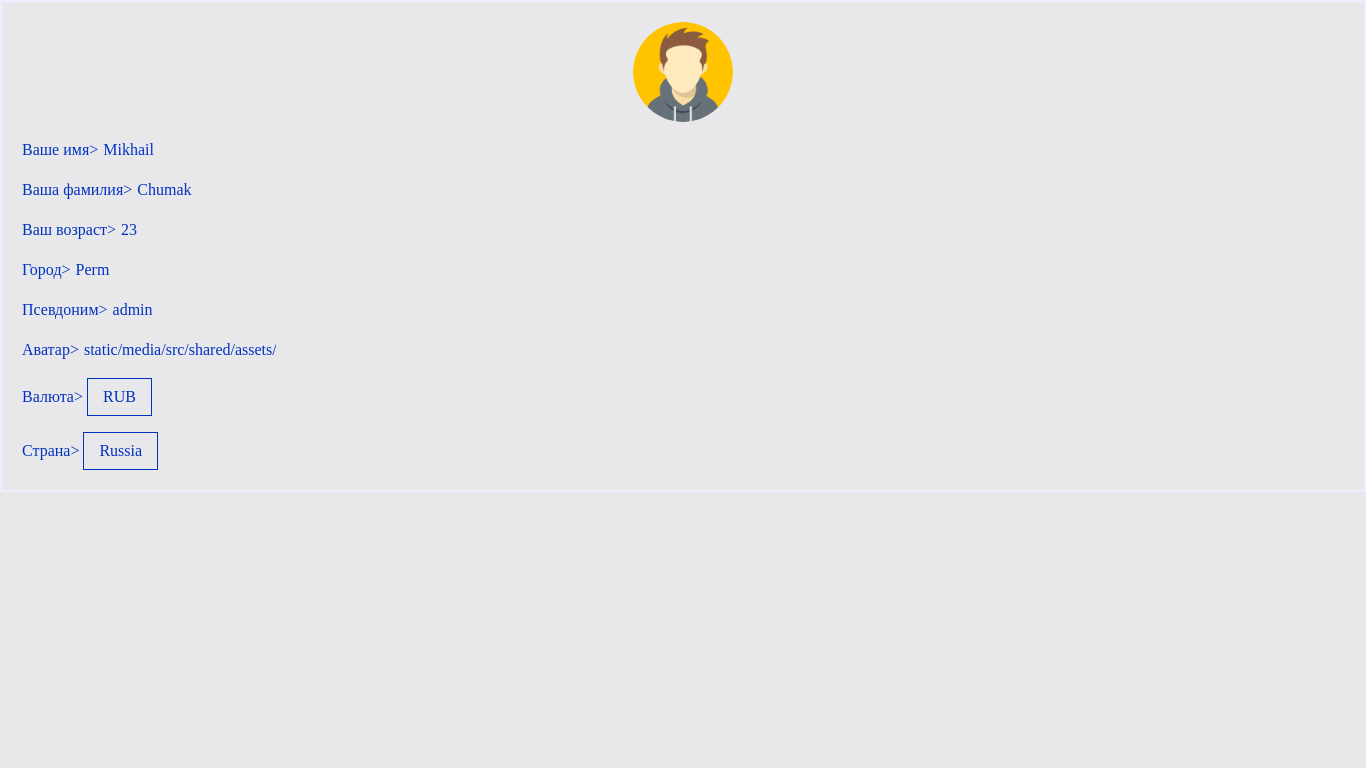 Ваше имя> Mikhail
Ваша фамилия> Chumak
Ваш возраст> 23
Город> Perm
Псевдоним> admin
Аватар> static/media/src/shared/assets/
Валюта> RUB
Страна> Russia